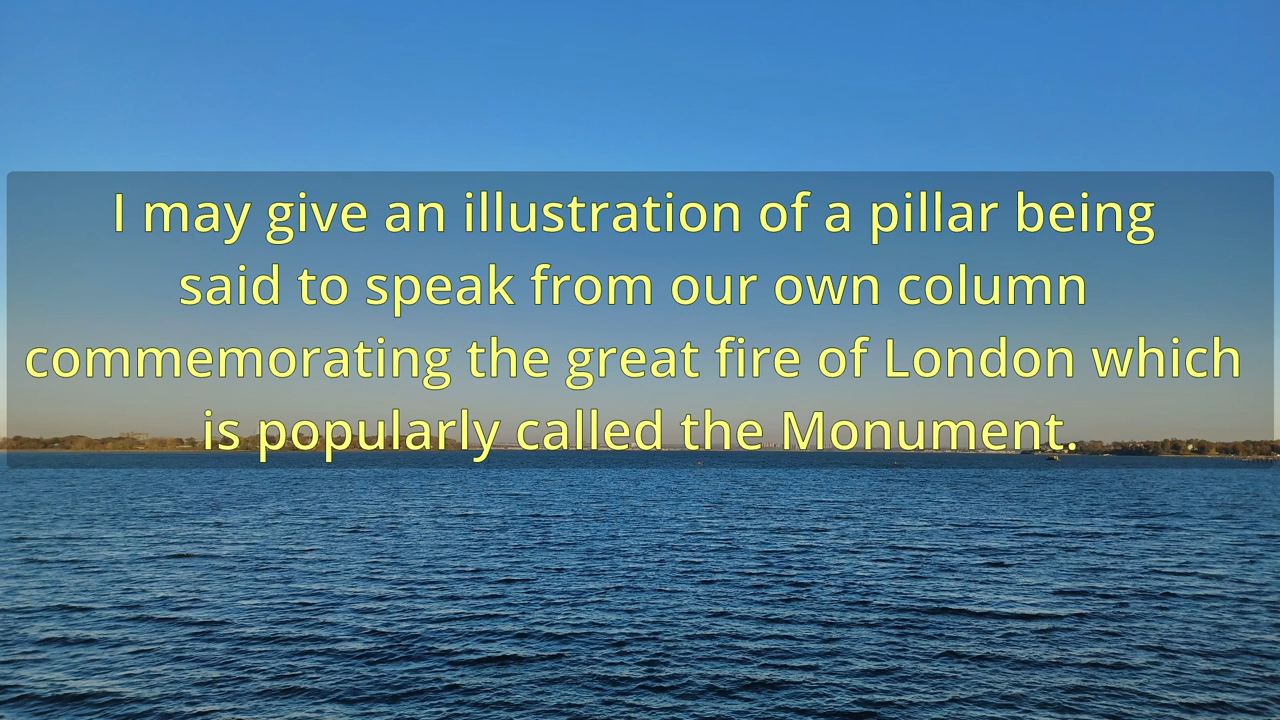 I may give an illustration of a pillar being
said to speak from our own column
commemorating the great fire of London which
is popularly called the Monument.